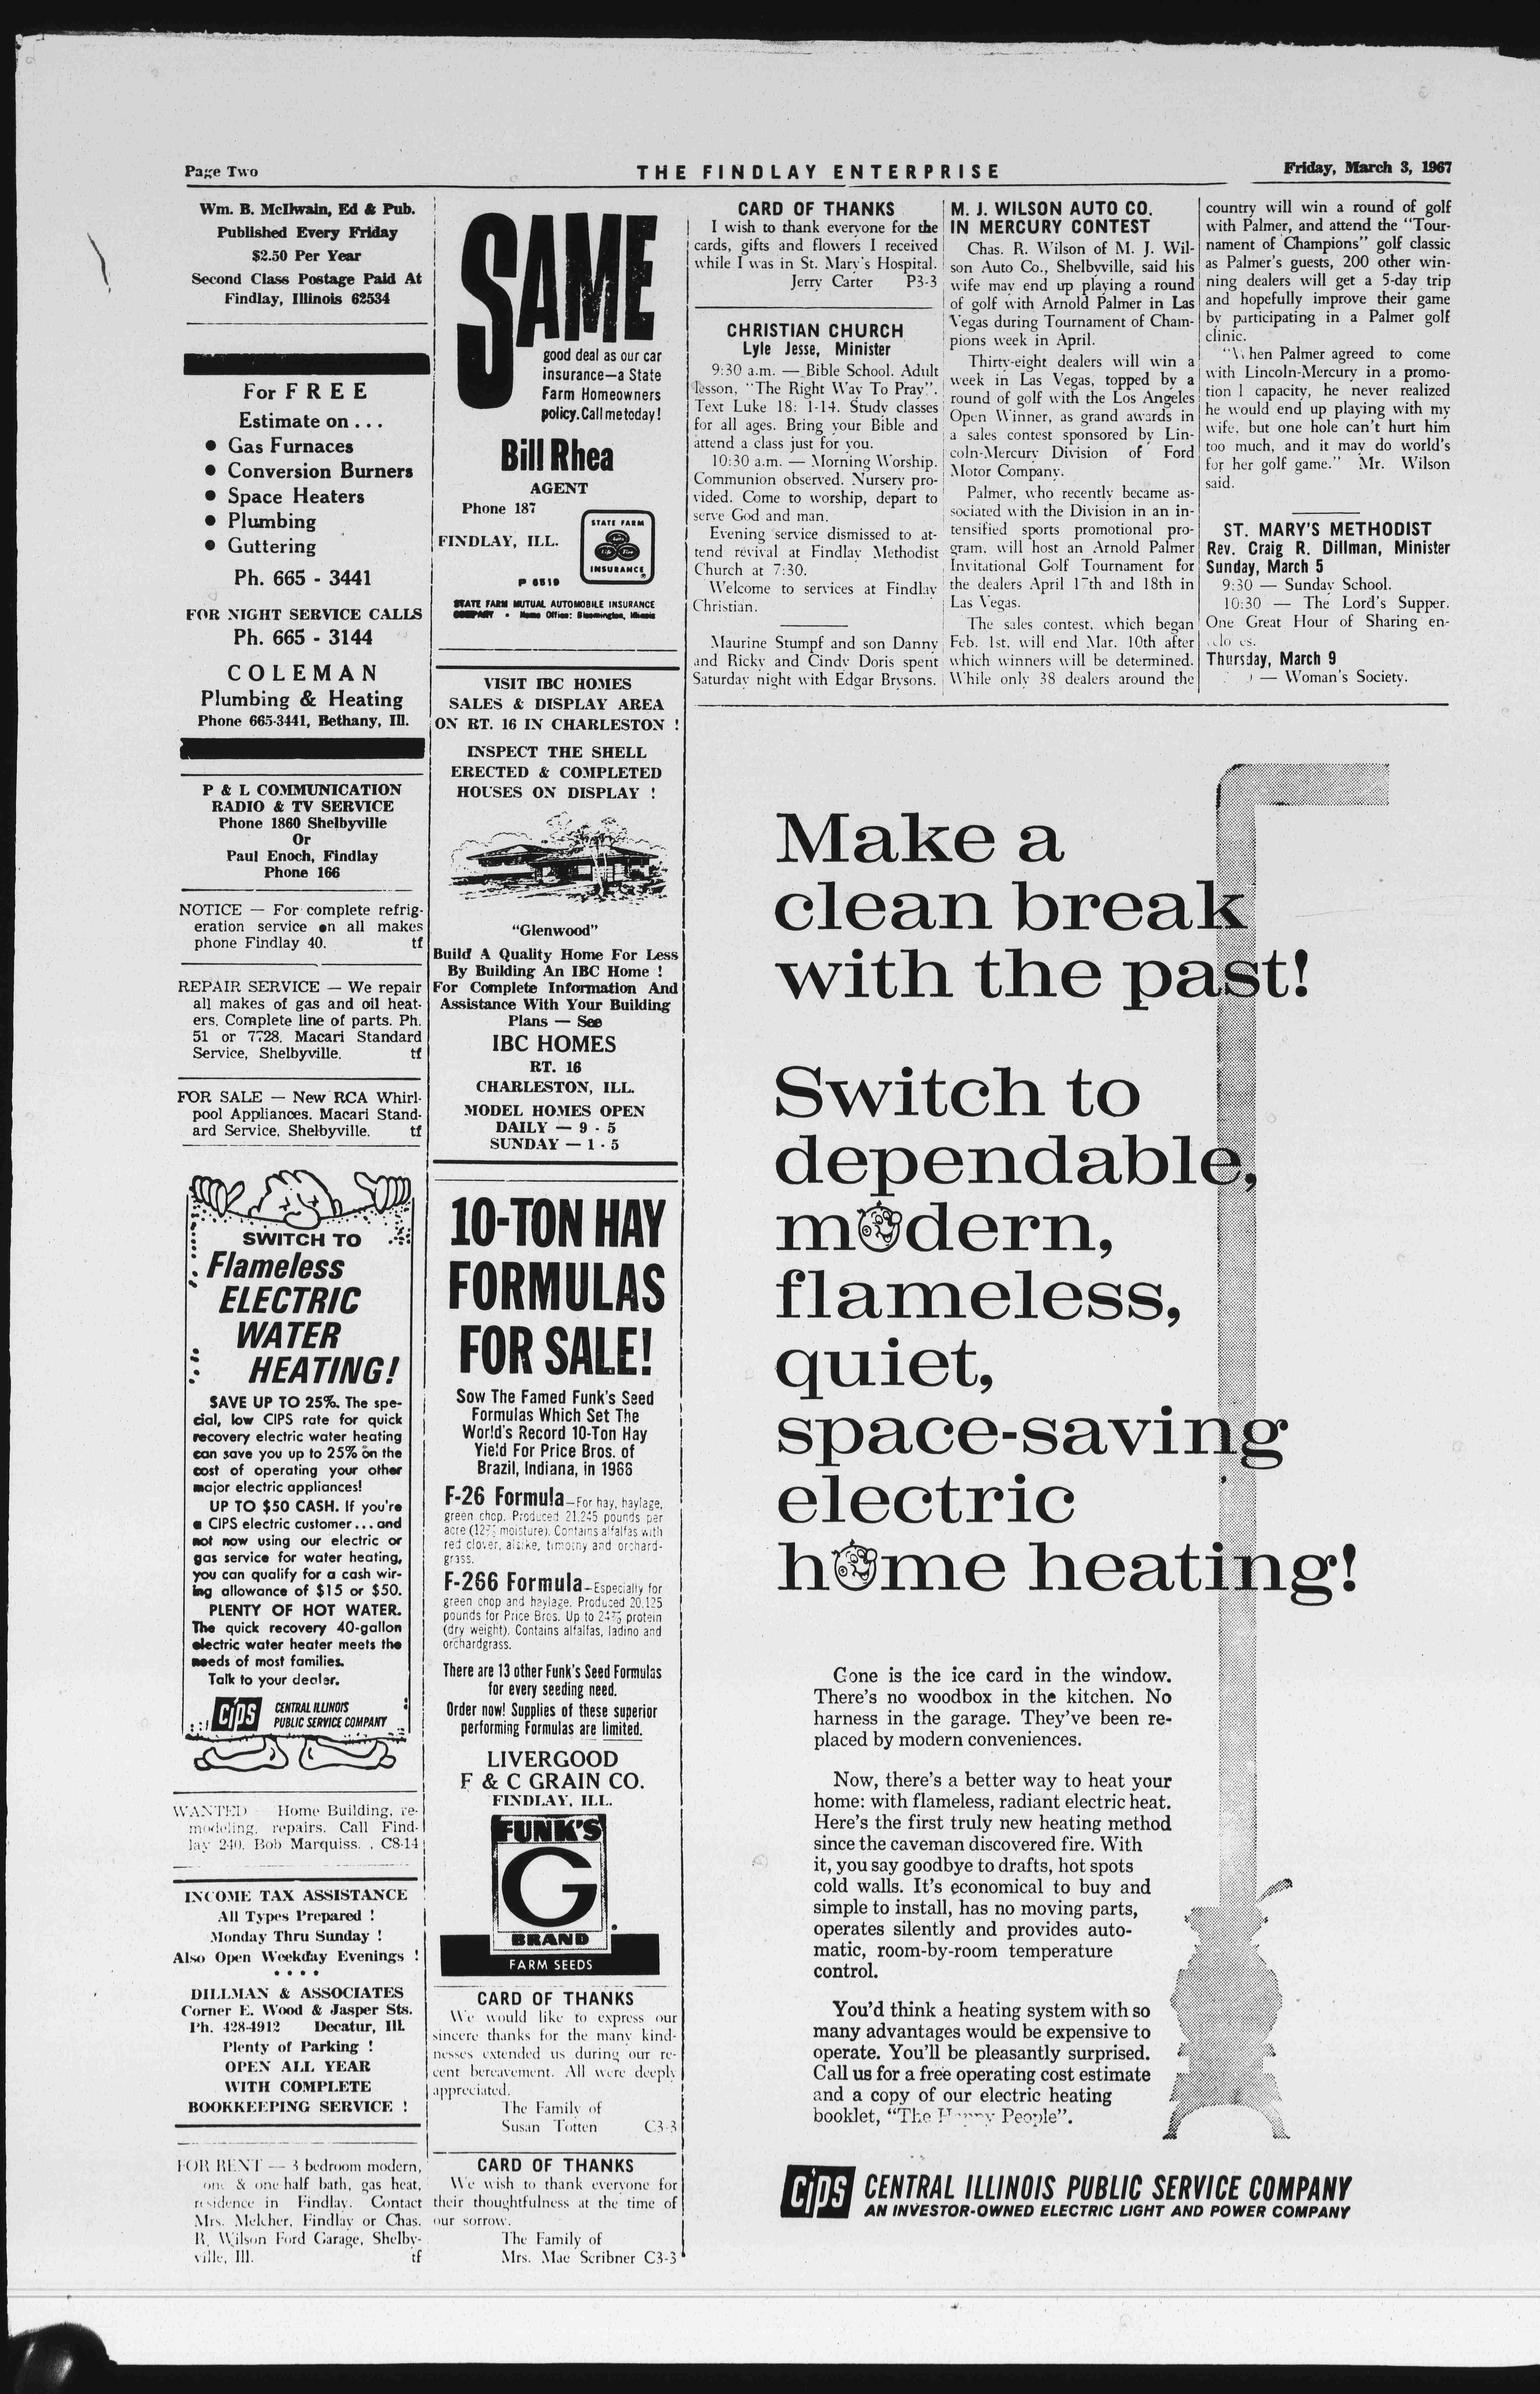 Page Two
THE FINDLAY ENTERPRISE
Friday, March 3, 1967
Wm. B. McIlwain, Ed & Pub.
Published Every Friday
$2.50 Per Year
Second Class Postage Paid At
Findlay, Illinois 62534
For FREE
Estimate on . . .
● Gas Furnaces
● Conversion Burners
● Space Heaters
● Plumbing
● Guttering
Ph. 665 - 3441
FOR NIGHT SERVICE CALLS
Ph. 665 - 3144
COLEMAN
Plumbing & Heating
Phone 665-3441, Bethany, Ill.
P & L COMMUNICATION
RADIO & TV SERVICE
Phone 1860 Shelbyville
Or
Paul Enoch, Findlay
Phone 166
NOTICE — For complete refrig-
eration service on all makes
phone Findlay 40. tf
REPAIR SERVICE — We repair
all makes of gas and oil heat-
ers. Complete line of parts. Ph.
51 or 7728. Macari Standard
Service, Shelbyville. tf
FOR SALE — New RCA Whirl-
pool Appliances. Macari Stand-
ard Service, Shelbyville. tf
SWITCH TO
Flameless
ELECTRIC
WATER
HEATING!
SAVE UP TO 25%. The spe-
cial, low CIPS rate for quick
recovery electric water heating
can save you up to 25% on the
cost of operating your other
major electric appliances!
UP TO $50 CASH. If you're
a CIPS electric customer . . . and
not now using our electric or
gas service for water heating,
you can qualify for a cash wir-
ing allowance of $15 or $50.
PLENTY OF HOT WATER.
The quick recovery 40-gallon
electric water heater meets the
needs of most families.
Talk to your dealer.
CIPS CENTRAL ILLINOIS
PUBLIC SERVICE COMPANY
WANTED — Home Building, re-
modeling, repairs. Call Find-
lay 240, Bob Marquiss. C8-14
INCOME TAX ASSISTANCE
All Types Prepared !
Monday Thru Sunday !
Also Open Weekday Evenings !
• • • •
DILLMAN & ASSOCIATES
Corner E. Wood & Jasper Sts.
Ph. 428-4912 Decatur, Ill.
Plenty of Parking !
OPEN ALL YEAR
WITH COMPLETE
BOOKKEEPING SERVICE !
FOR RENT — 3 bedroom modern,
one & one half bath, gas heat,
residence in Findlay. Contact
Mrs. Melcher, Findlay or Chas.
R. Wilson Ford Garage, Shelby-
ville, Ill. tf
SAME
good deal as our car
insurance—a State
Farm Homeowners
policy. Call me today!
Bill Rhea
AGENT
Phone 187
FINDLAY, ILL.
STATE FARM
INSURANCE
P 6519
STATE FARM MUTUAL AUTOMOBILE INSURANCE
COMPANY • Home Office: Bloomington, Illinois
VISIT IBC HOMES
SALES & DISPLAY AREA
ON RT. 16 IN CHARLESTON !
INSPECT THE SHELL
ERECTED & COMPLETED
HOUSES ON DISPLAY !
"Glenwood"
Build A Quality Home For Less
By Building An IBC Home !
For Complete Information And
Assistance With Your Building
Plans — See
IBC HOMES
RT. 16
CHARLESTON, ILL.
MODEL HOMES OPEN
DAILY — 9 - 5
SUNDAY — 1 - 5
10-TON HAY
FORMULAS
FOR SALE!
Sow The Famed Funk's Seed
Formulas Which Set The
World's Record 10-Ton Hay
Yield For Price Bros. of
Brazil, Indiana, in 1966
F-26 Formula—For hay, haylage,
green chop. Produced 21,245 pounds per
acre (12% moisture). Contains alfalfas with
red clover, alsike, timothy and orchard-
grass.
F-266 Formula—Especially for
green chop and haylage. Produced 20,125
pounds for Price Bros. Up to 24% protein
(dry weight). Contains alfalfas, ladino and
orchardgrass.
There are 13 other Funk's Seed Formulas
for every seeding need.
Order now! Supplies of these superior
performing Formulas are limited.
LIVERGOOD
F & C GRAIN CO.
FINDLAY, ILL.
FUNK'S
G
BRAND
FARM SEEDS
CARD OF THANKS
We would like to express our
sincere thanks for the many kind-
nesses extended us during our re-
cent bereavement. All were deeply
appreciated.
The Family of
Susan Totten C3-3
CARD OF THANKS
We wish to thank everyone for
their thoughtfulness at the time of
our sorrow.
The Family of
Mrs. Mae Scribner C3-3
CARD OF THANKS
I wish to thank everyone for the
cards, gifts and flowers I received
while I was in St. Mary's Hospital.
Jerry Carter P3-3
CHRISTIAN CHURCH
Lyle Jesse, Minister
9:30 a.m. — Bible School. Adult
lesson, "The Right Way To Pray".
Text Luke 18: 1-14. Study classes
for all ages. Bring your Bible and
attend a class just for you.
10:30 a.m. — Morning Worship.
Communion observed. Nursery pro-
vided. Come to worship, depart to
serve God and man.
Evening service dismissed to at-
tend revival at Findlay Methodist
Church at 7:30.
Welcome to services at Findlay
Christian.
Maurine Stumpf and son Danny
and Ricky and Cindy Doris spent
Saturday night with Edgar Brysons.
M. J. WILSON AUTO CO.
IN MERCURY CONTEST
Chas. R. Wilson of M. J. Wil-
son Auto Co., Shelbyville, said his
wife may end up playing a round
of golf with Arnold Palmer in Las
Vegas during Tournament of Cham-
pions week in April.
Thirty-eight dealers will win a
week in Las Vegas, topped by a
round of golf with the Los Angeles
Open Winner, as grand awards in
a sales contest sponsored by Lin-
coln-Mercury Division of Ford
Motor Company.
Palmer, who recently became as-
sociated with the Division in an in-
tensified sports promotional pro-
gram, will host an Arnold Palmer
Invitational Golf Tournament for
the dealers April 17th and 18th in
Las Vegas.
The sales contest, which began
Feb. 1st, will end Mar. 10th after
which winners will be determined.
While only 38 dealers around the
country will win a round of golf
with Palmer, and attend the "Tour-
nament of Champions" golf classic
as Palmer's guests, 200 other win-
ning dealers will get a 5-day trip
and hopefully improve their game
by participating in a Palmer golf
clinic.
"When Palmer agreed to come
with Lincoln-Mercury in a promo-
tion l capacity, he never realized
he would end up playing with my
wife, but one hole can't hurt him
too much, and it may do world's
for her golf game." Mr. Wilson
said.
ST. MARY'S METHODIST
Rev. Craig R. Dillman, Minister
Sunday, March 5
9:30 — Sunday School.
10:30 — The Lord's Supper.
One Great Hour of Sharing en-
Thursday, March 9
— Woman's Society.
Make a
clean break
with the past!
Switch to
dependable,
modern,
flameless,
quiet,
space-saving
electric
home heating!
Gone is the ice card in the window.
There's no woodbox in the kitchen. No
harness in the garage. They've been re-
placed by modern conveniences.
Now, there's a better way to heat your
home: with flameless, radiant electric heat.
Here's the first truly new heating method
since the caveman discovered fire. With
it, you say goodbye to drafts, hot spots
cold walls. It's economical to buy and
simple to install, has no moving parts,
operates silently and provides auto-
matic, room-by-room temperature
control.
You'd think a heating system with so
many advantages would be expensive to
operate. You'll be pleasantly surprised.
Call us for a free operating cost estimate
and a copy of our electric heating
booklet, "The Happy People".
CIPS CENTRAL ILLINOIS PUBLIC SERVICE COMPANY
AN INVESTOR-OWNED ELECTRIC LIGHT AND POWER COMPANY